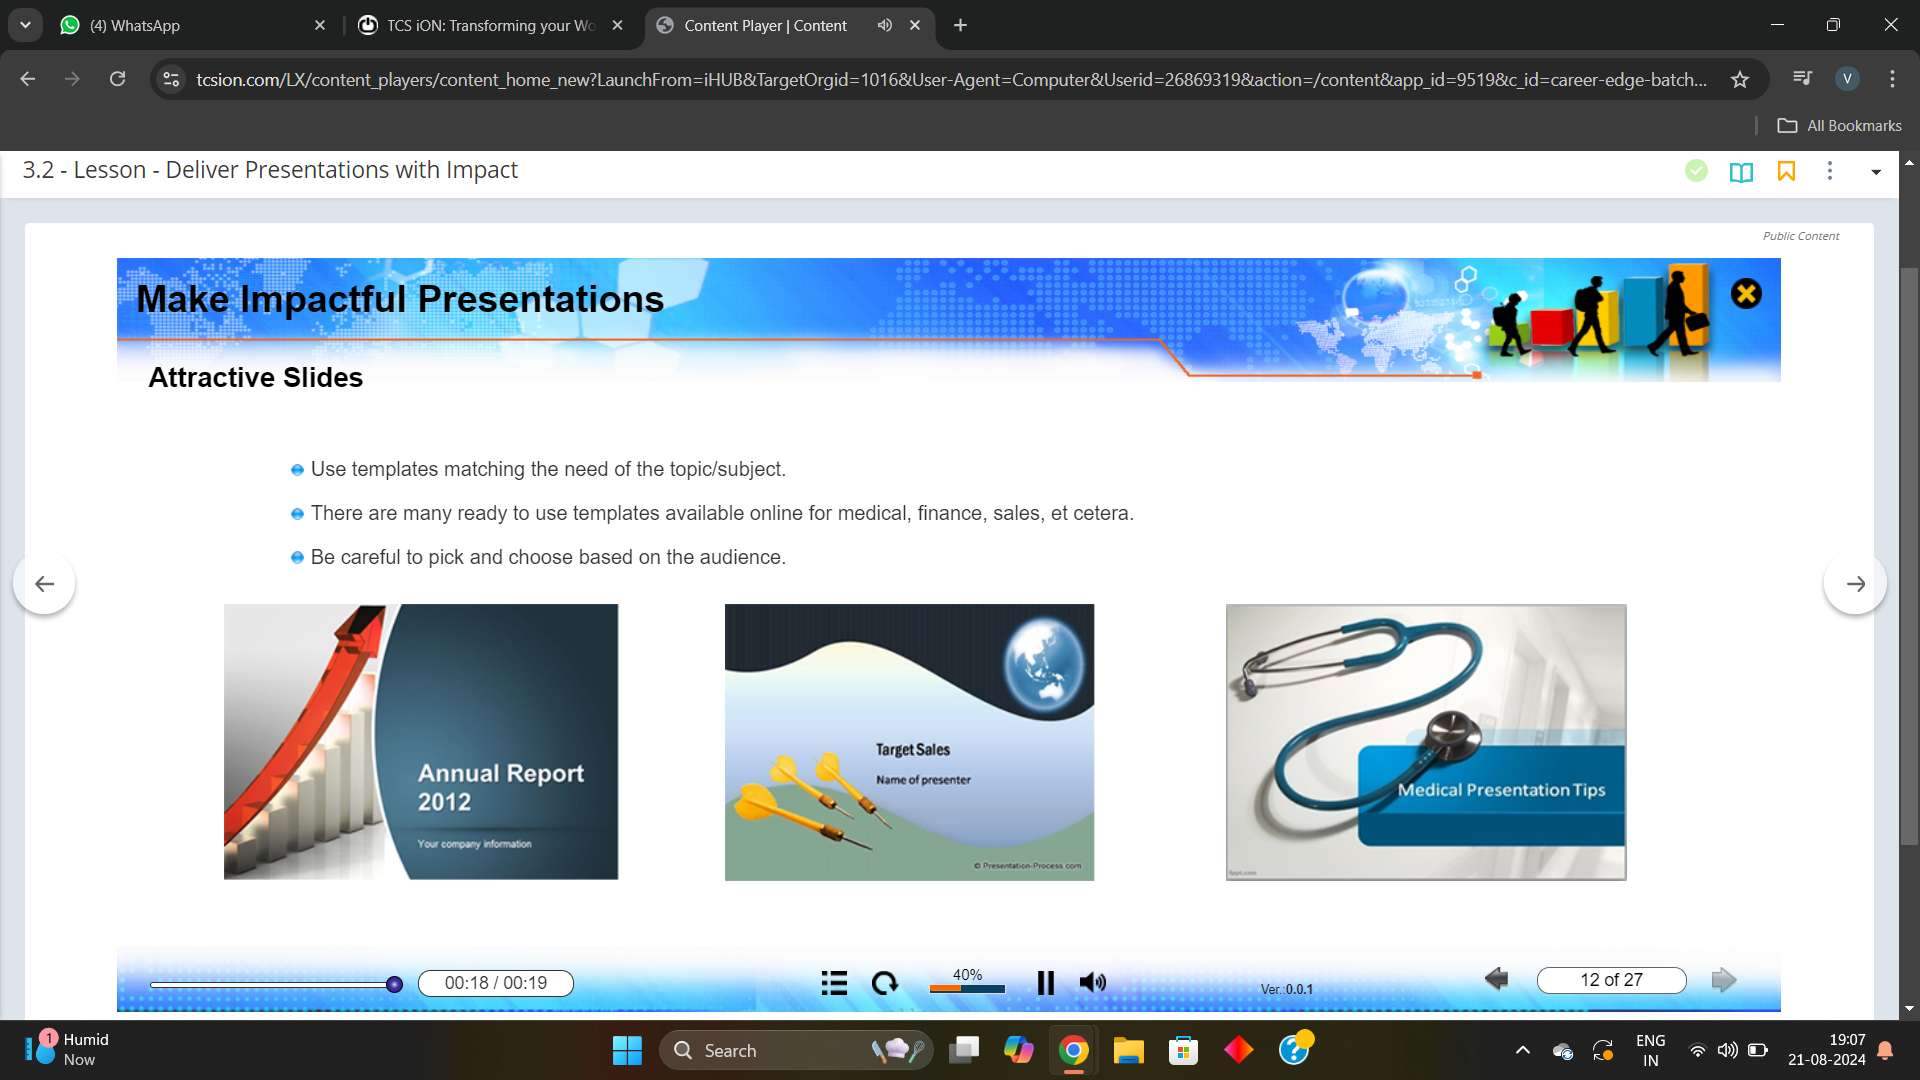 (4) WhatsApp
TCS iON: Transforming your Wo
Content Player | Content
tcsion.com/LX/content_players/content_home_new?LaunchFrom=iHUB&TargetOrgid=1016&User-Agent=Computer&Userid=26869319&action=/content&app_id=9519&c_id=career-edge-batch...
V
All Bookmarks
3.2 - Lesson - Deliver Presentations with Impact
Public Content
Make Impactful Presentations
Attractive Slides
Use templates matching the need of the topic/subject.
There are many ready to use templates available online for medical, finance, sales, et cetera.
Be careful to pick and choose based on the audience.
Annual Report
2012
Your company information
Target Sales
Name of presenter
© Presentation-Process.com
Medical Presentation Tips
fppt.com
00:18 / 00:19
40%
Ver.:0.0.1
12 of 27
1
Humid
Now
Search
ENG
IN
19:07
21-08-2024